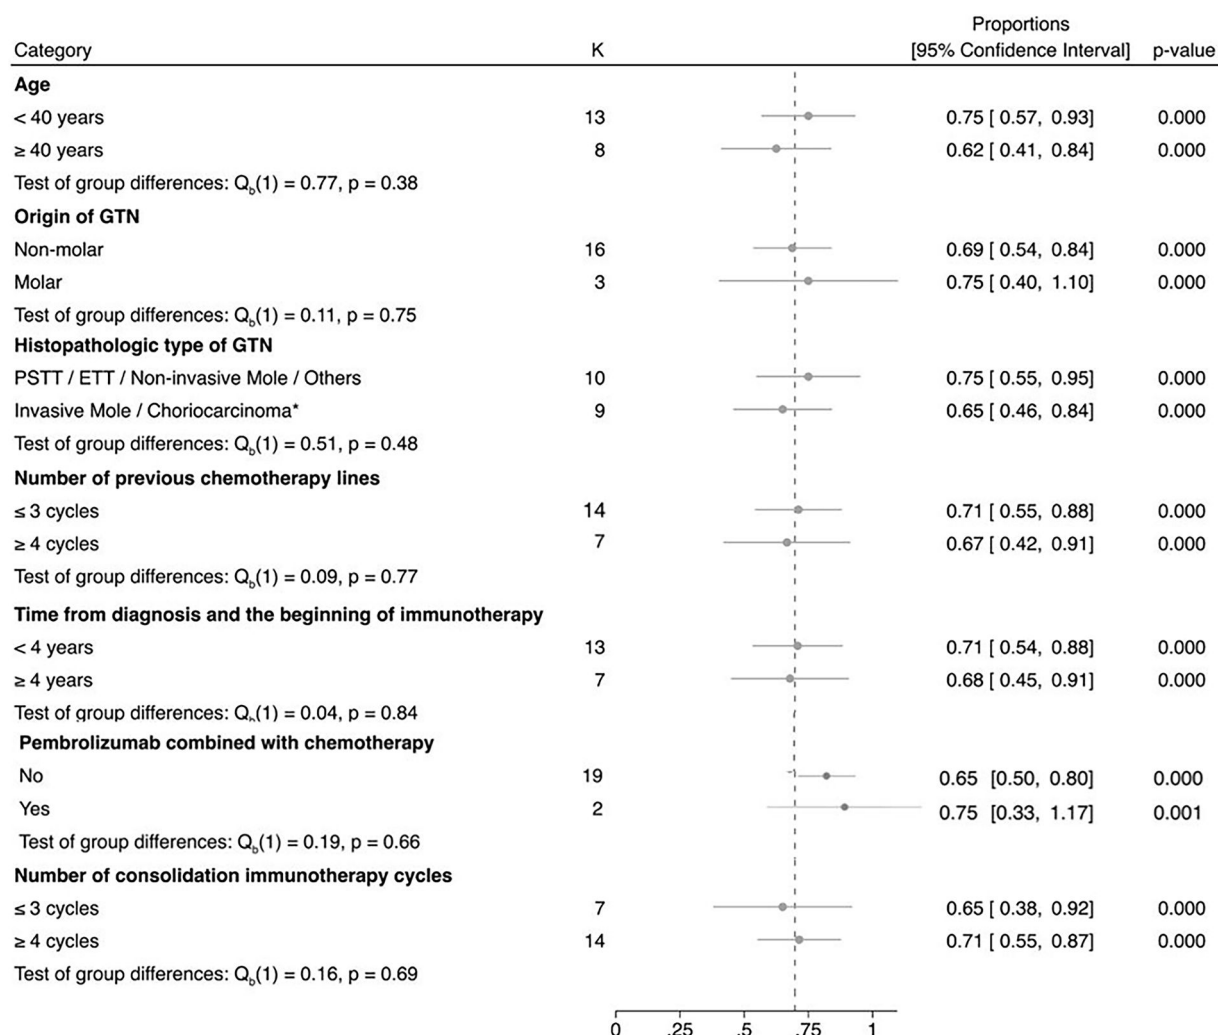 Proportions
Category K [95% Confidence Interval] p-value
Age
< 40 years 13 0.75 [ 0.57, 0.93] 0.000
≥ 40 years 8 0.62 [ 0.41, 0.84] 0.000
Test of group differences: Qb(1) = 0.77, p = 0.38
Origin of GTN
Non-molar 16 0.69 [ 0.54, 0.84] 0.000
Molar 3 0.75 [ 0.40, 1.10] 0.000
Test of group differences: Qb(1) = 0.11, p = 0.75
Histopathologic type of GTN
PSTT / ETT / Non-invasive Mole / Others 10 0.75 [ 0.55, 0.95] 0.000
Invasive Mole / Choriocarcinoma* 9 0.65 [ 0.46, 0.84] 0.000
Test of group differences: Qb(1) = 0.51, p = 0.48
Number of previous chemotherapy lines
≤ 3 cycles 14 0.71 [ 0.55, 0.88] 0.000
≥ 4 cycles 7 0.67 [ 0.42, 0.91] 0.000
Test of group differences: Qb(1) = 0.09, p = 0.77
Time from diagnosis and the beginning of immunotherapy
< 4 years 13 0.71 [ 0.54, 0.88] 0.000
≥ 4 years 7 0.68 [ 0.45, 0.91] 0.000
Test of group differences: Qb(1) = 0.04, p = 0.84
Pembrolizumab combined with chemotherapy
No 19 0.65 [0.50, 0.80] 0.000
Yes 2 0.75 [0.33, 1.17] 0.001
Test of group differences: Qb(1) = 0.19, p = 0.66
Number of consolidation immunotherapy cycles
≤ 3 cycles 7 0.65 [ 0.38, 0.92] 0.000
≥ 4 cycles 14 0.71 [ 0.55, 0.87] 0.000
Test of group differences: Qb(1) = 0.16, p = 0.69
0 .25 .5 .75 1